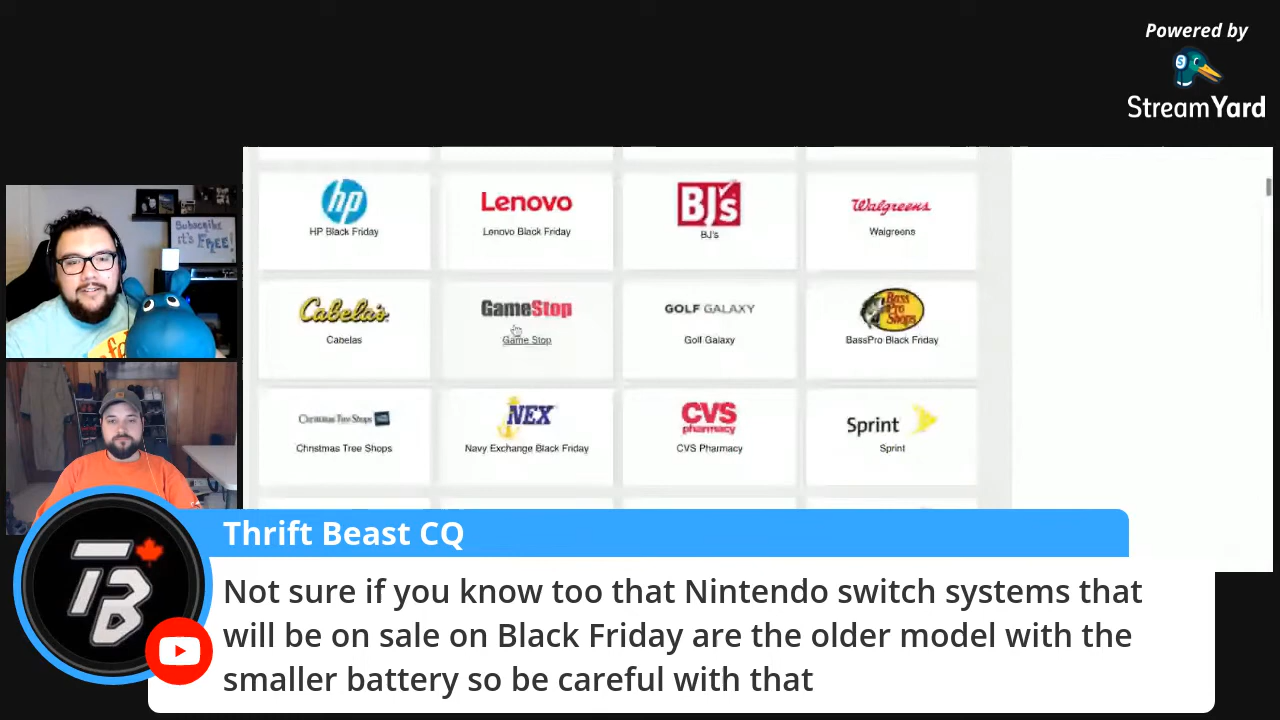 Powered by
StreamYard
Subscribe
it's FREE!
hp
HP Black Friday
Lenovo
Lenovo Black Friday
BJ's
BJ's
Walgreens
Walgreens
Cabela's
Cabelas
GameStop
Game Stop
GOLF GALAXY
Golf Galaxy
Bass Pro Shops
BassPro Black Friday
Christmas Tree Shops
Christmas Tree Shops
NEX
Navy Exchange Black Friday
CVS pharmacy
CVS Pharmacy
Sprint
Sprint
TB
Thrift Beast CQ
Not sure if you know too that Nintendo switch systems that
will be on sale on Black Friday are the older model with the
smaller battery so be careful with that